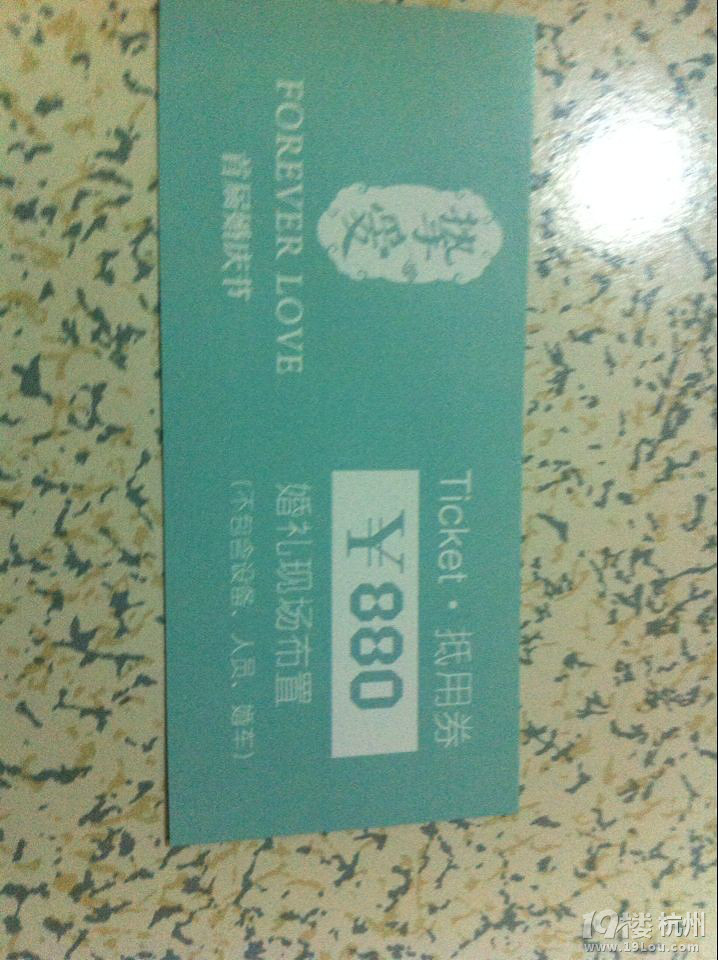 挚爱
FOREVER LOVE
Ticket·抵用券
¥880
婚礼现场布置
(不包含设备、人员、婚车)
19楼 杭州
www.19lou.com